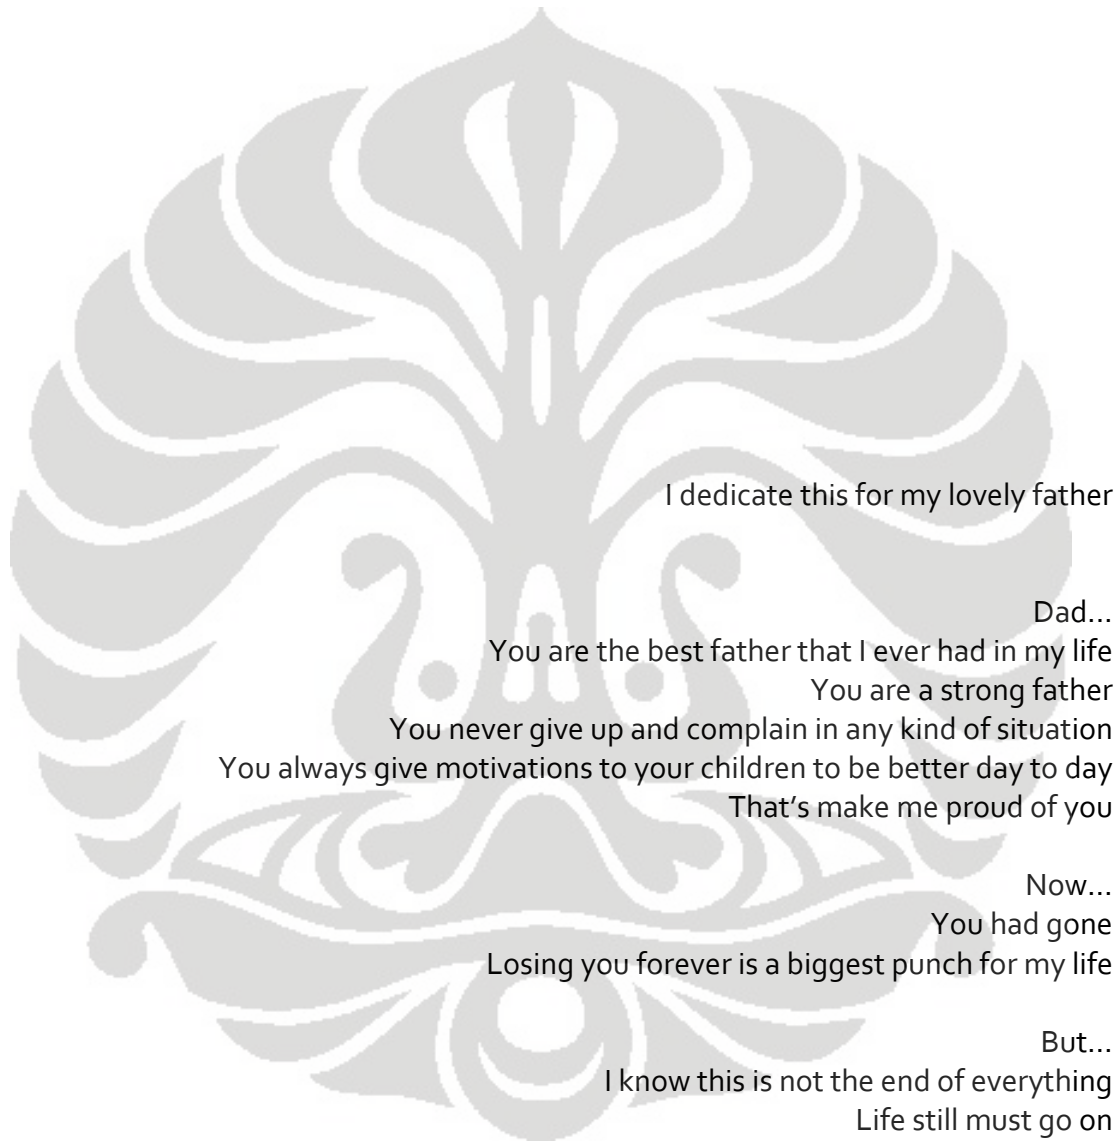 I dedicate this for my lovely father
Dad...
You are the best father that I ever had in my life
You are a strong father
You never give up and complain in any kind of situation
You always give motivations to your children to be better day to day
That's make me proud of you
Now...
You had gone
Losing you forever is a biggest punch for my life
But...
I know this is not the end of everything
Life still must go on